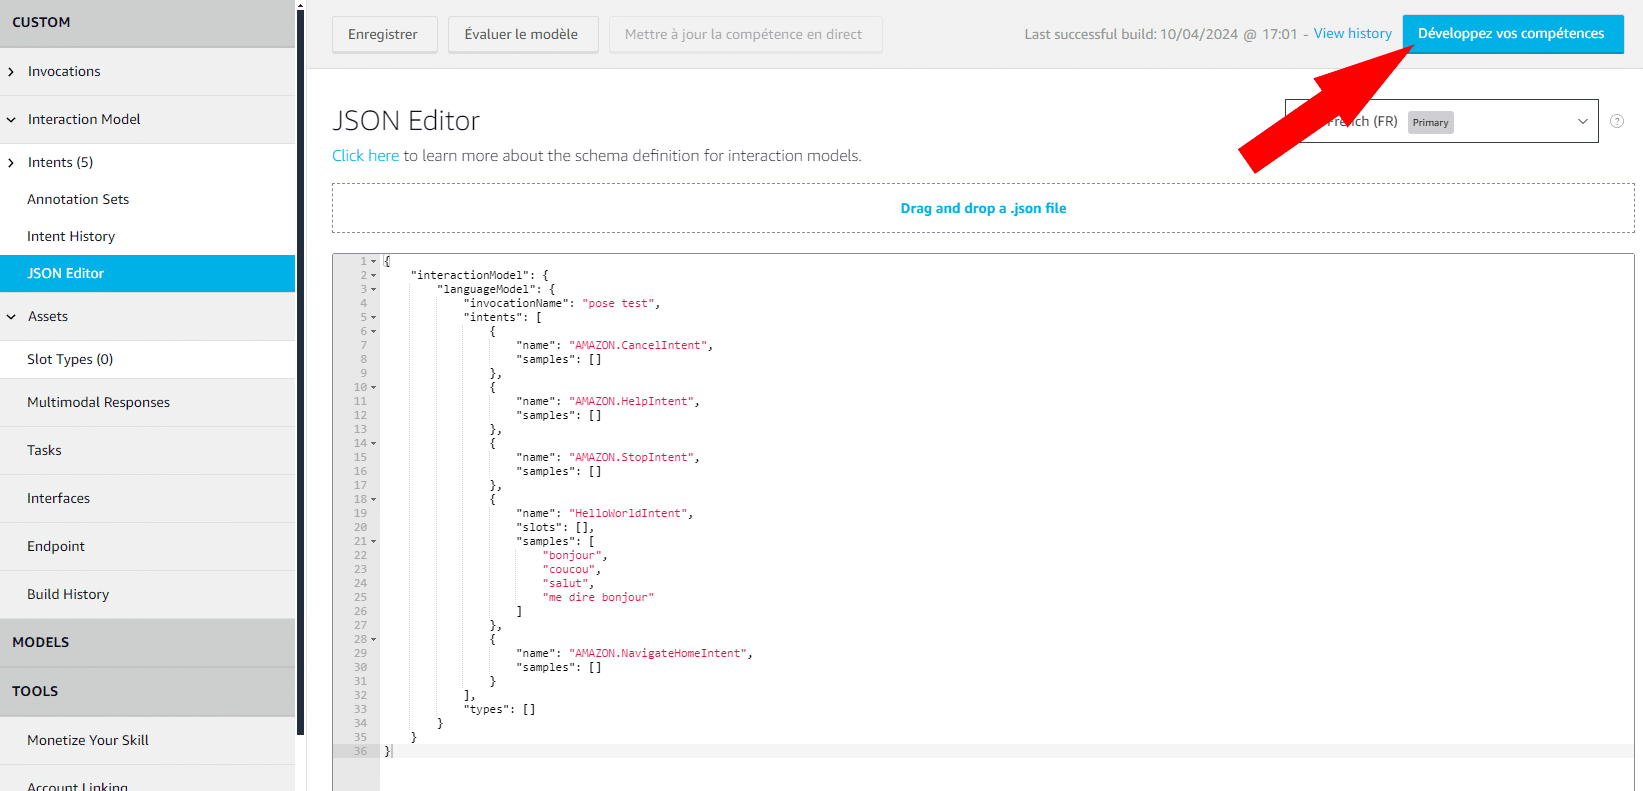 CUSTOM
Invocations
Interaction Model
Intents (5)
Annotation Sets
Intent History
JSON Editor
Assets
Slot Types (0)
Multimodal Responses
Tasks
Interfaces
Endpoint
Build History
MODELS
TOOLS
Monetize Your Skill
Account Linking
Enregistrer
Évaluer le modèle
Mettre à jour la compétence en direct
Last successful build: 10/04/2024 @ 17:01 - View history
Développez vos compétences
JSON Editor
French (FR) Primary
Click here to learn more about the schema definition for interaction models.
Drag and drop a .json file
1 {
2 "interactionModel": {
3 "languageModel": {
4 "invocationName": "pose test",
5 "intents": [
6 {
7 "name": "AMAZON.CancelIntent",
8 "samples": []
9 },
10 {
11 "name": "AMAZON.HelpIntent",
12 "samples": []
13 },
14 {
15 "name": "AMAZON.StopIntent",
16 "samples": []
17 },
18 {
19 "name": "HelloWorldIntent",
20 "slots": [],
21 "samples": [
22 "bonjour",
23 "coucou",
24 "salut",
25 "me dire bonjour"
26 ]
27 },
28 {
29 "name": "AMAZON.NavigateHomeIntent",
30 "samples": []
31 }
32 ],
33 "types": []
34 }
35 }
36 }